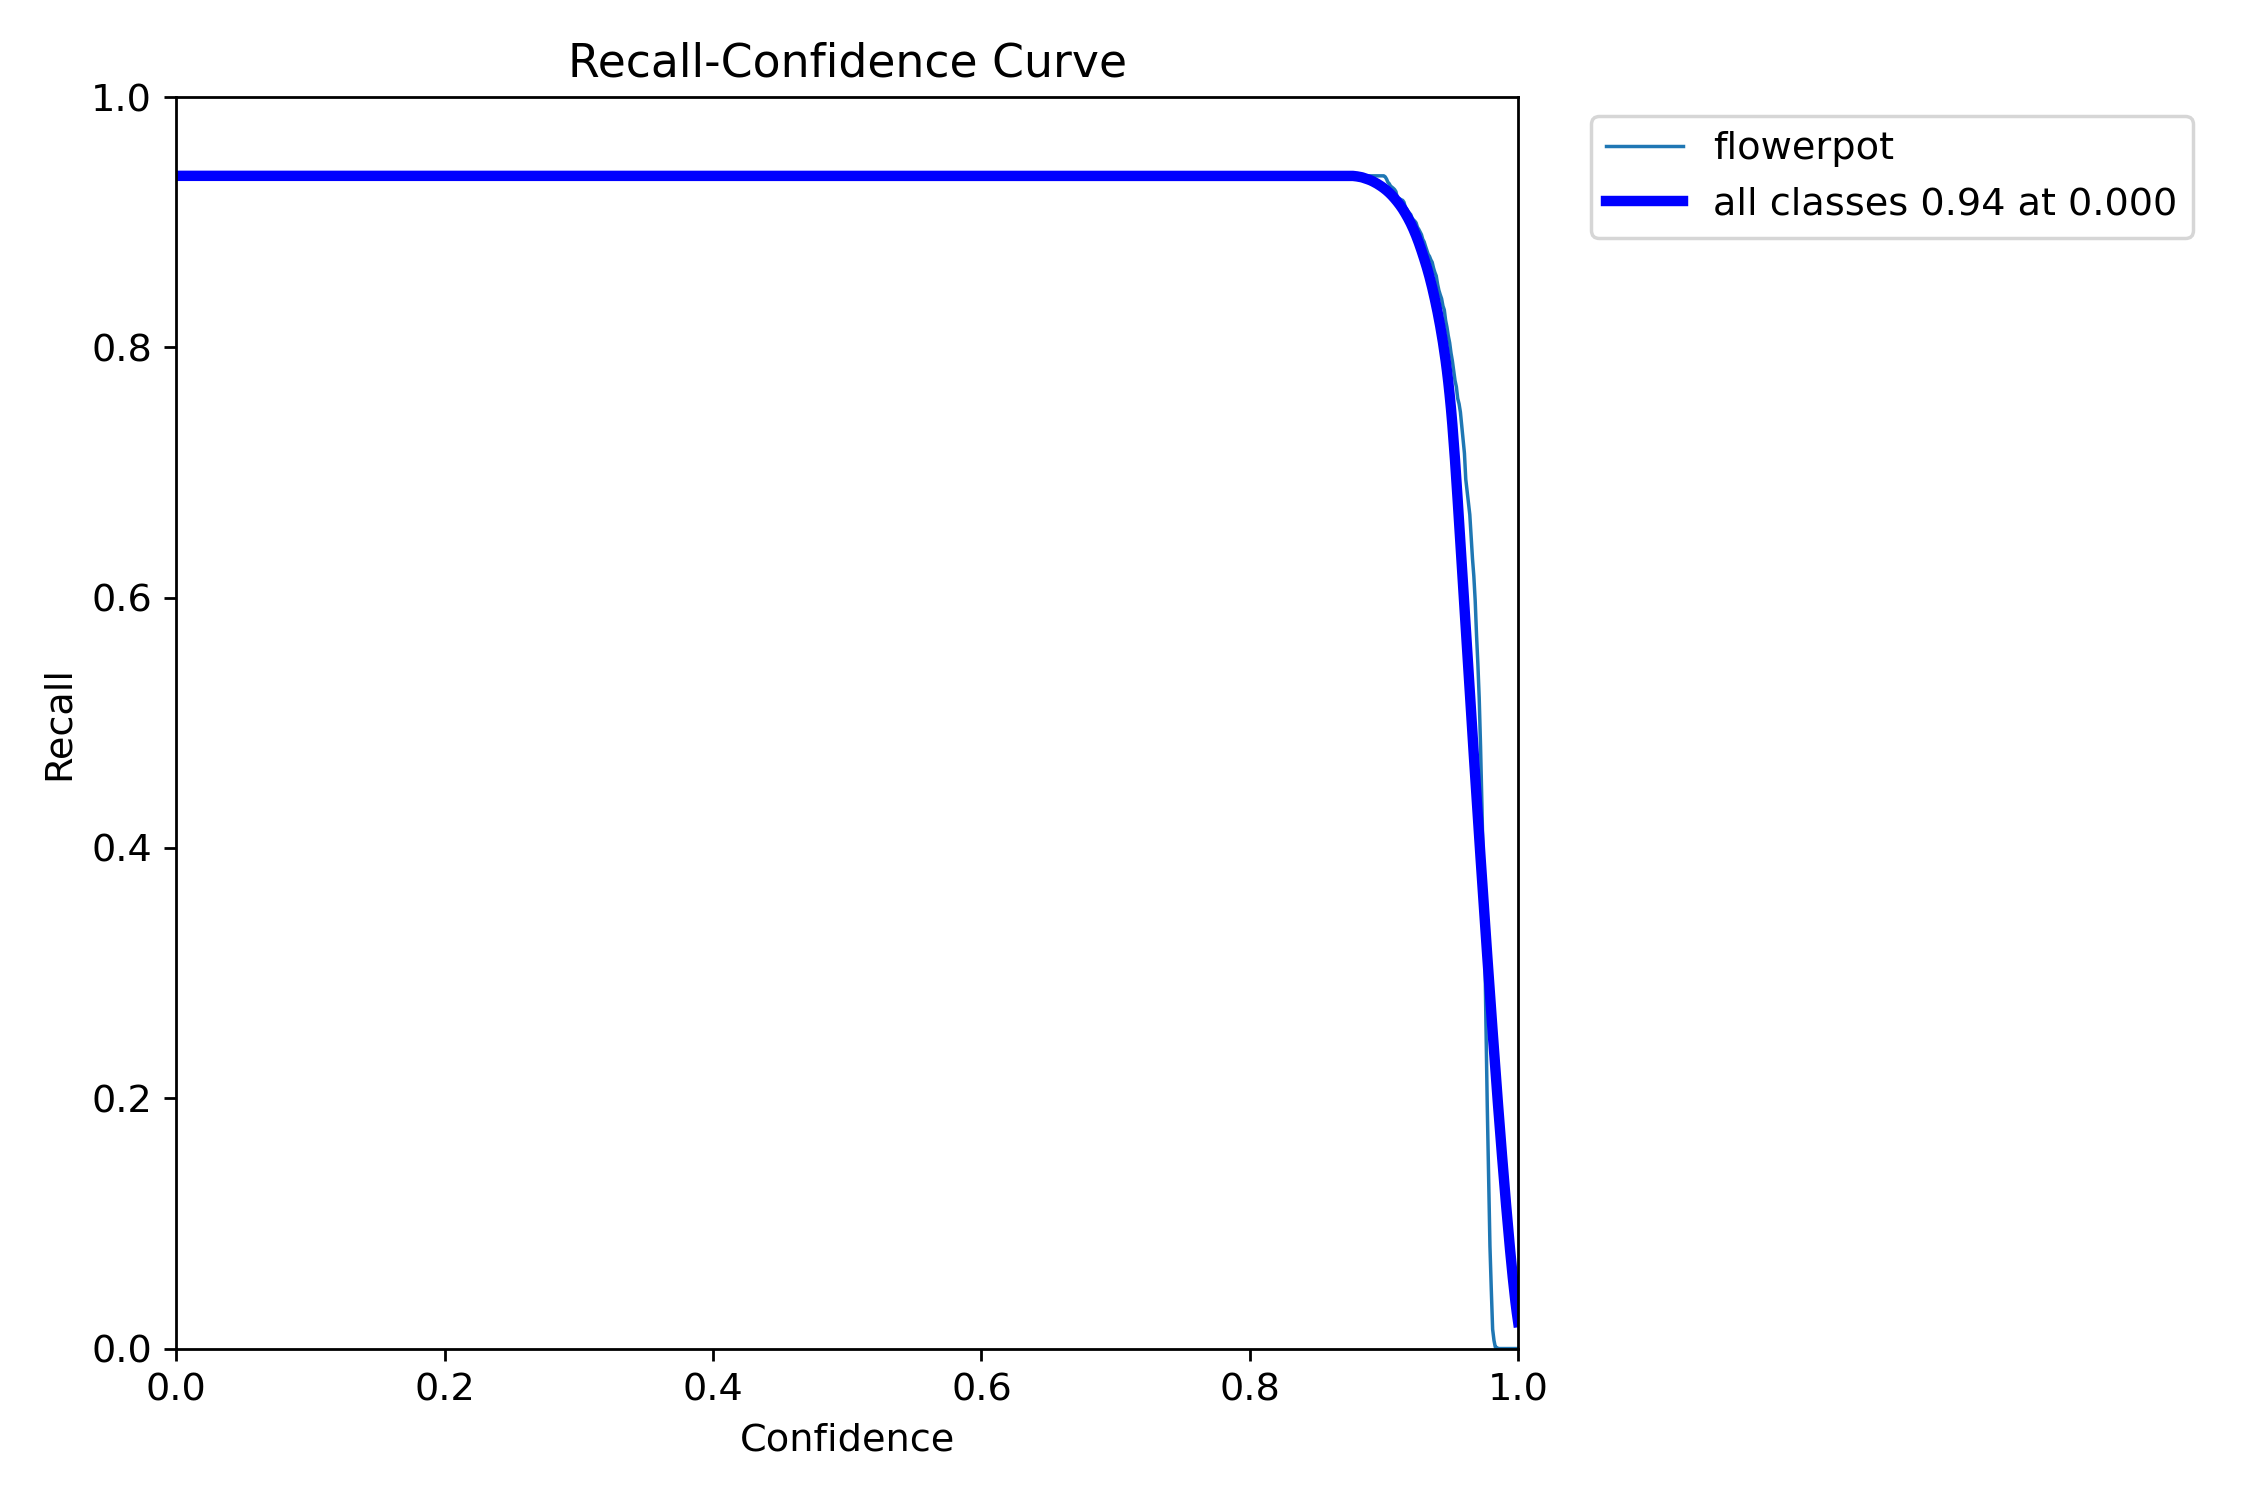 Recall-Confidence Curve
flowerpot
all classes 0.94 at 0.000
1.0
0.8
0.6
0.4
0.2
0.0
Recall
0.0 0.2 0.4 0.6 0.8 1.0
Confidence